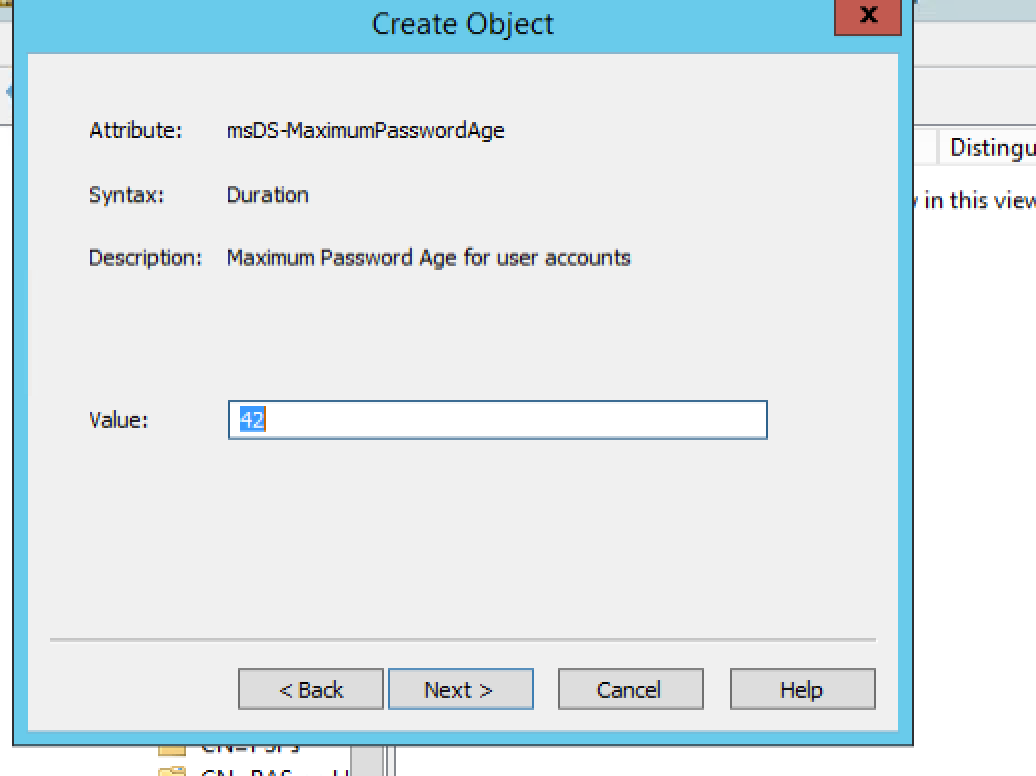 Create Object
x
Attribute: msDS-MaximumPasswordAge
Distingu
Syntax: Duration
in this view
Description: Maximum Password Age for user accounts
Value: 42
< Back Next > Cancel Help